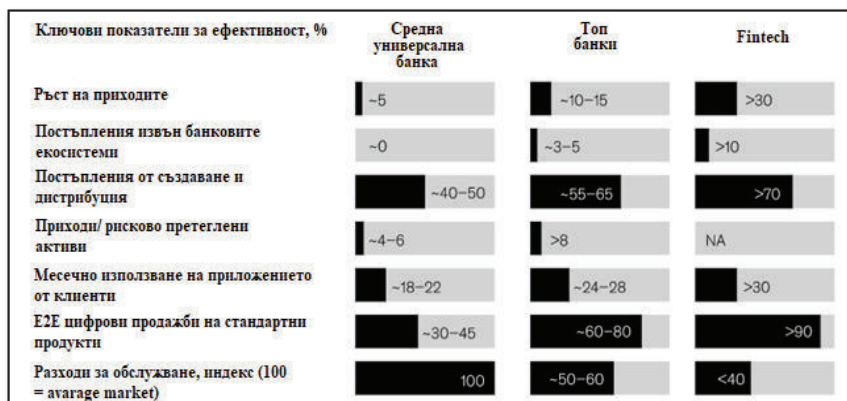 Ключови показатели за ефективност, %
Средна
универсална
банка
Топ
банки
Fintech
Ръст на приходите
~5
~10–15
>30
Постъпления извън банковите
екосистеми
~0
~3–5
>10
Постъпления от създаване и
дистрибуция
~40–50
~55–65
>70
Приходи/ рисково претеглени
активи
~4–6
>8
NA
Месечно използване на приложението
от клиенти
~18–22
~24–28
>30
E2E цифрови продажби на стандартни
продукти
~30–45
~60–80
>90
Разходи за обслужване, индекс (100
= avarage market)
100
~50–60
<40